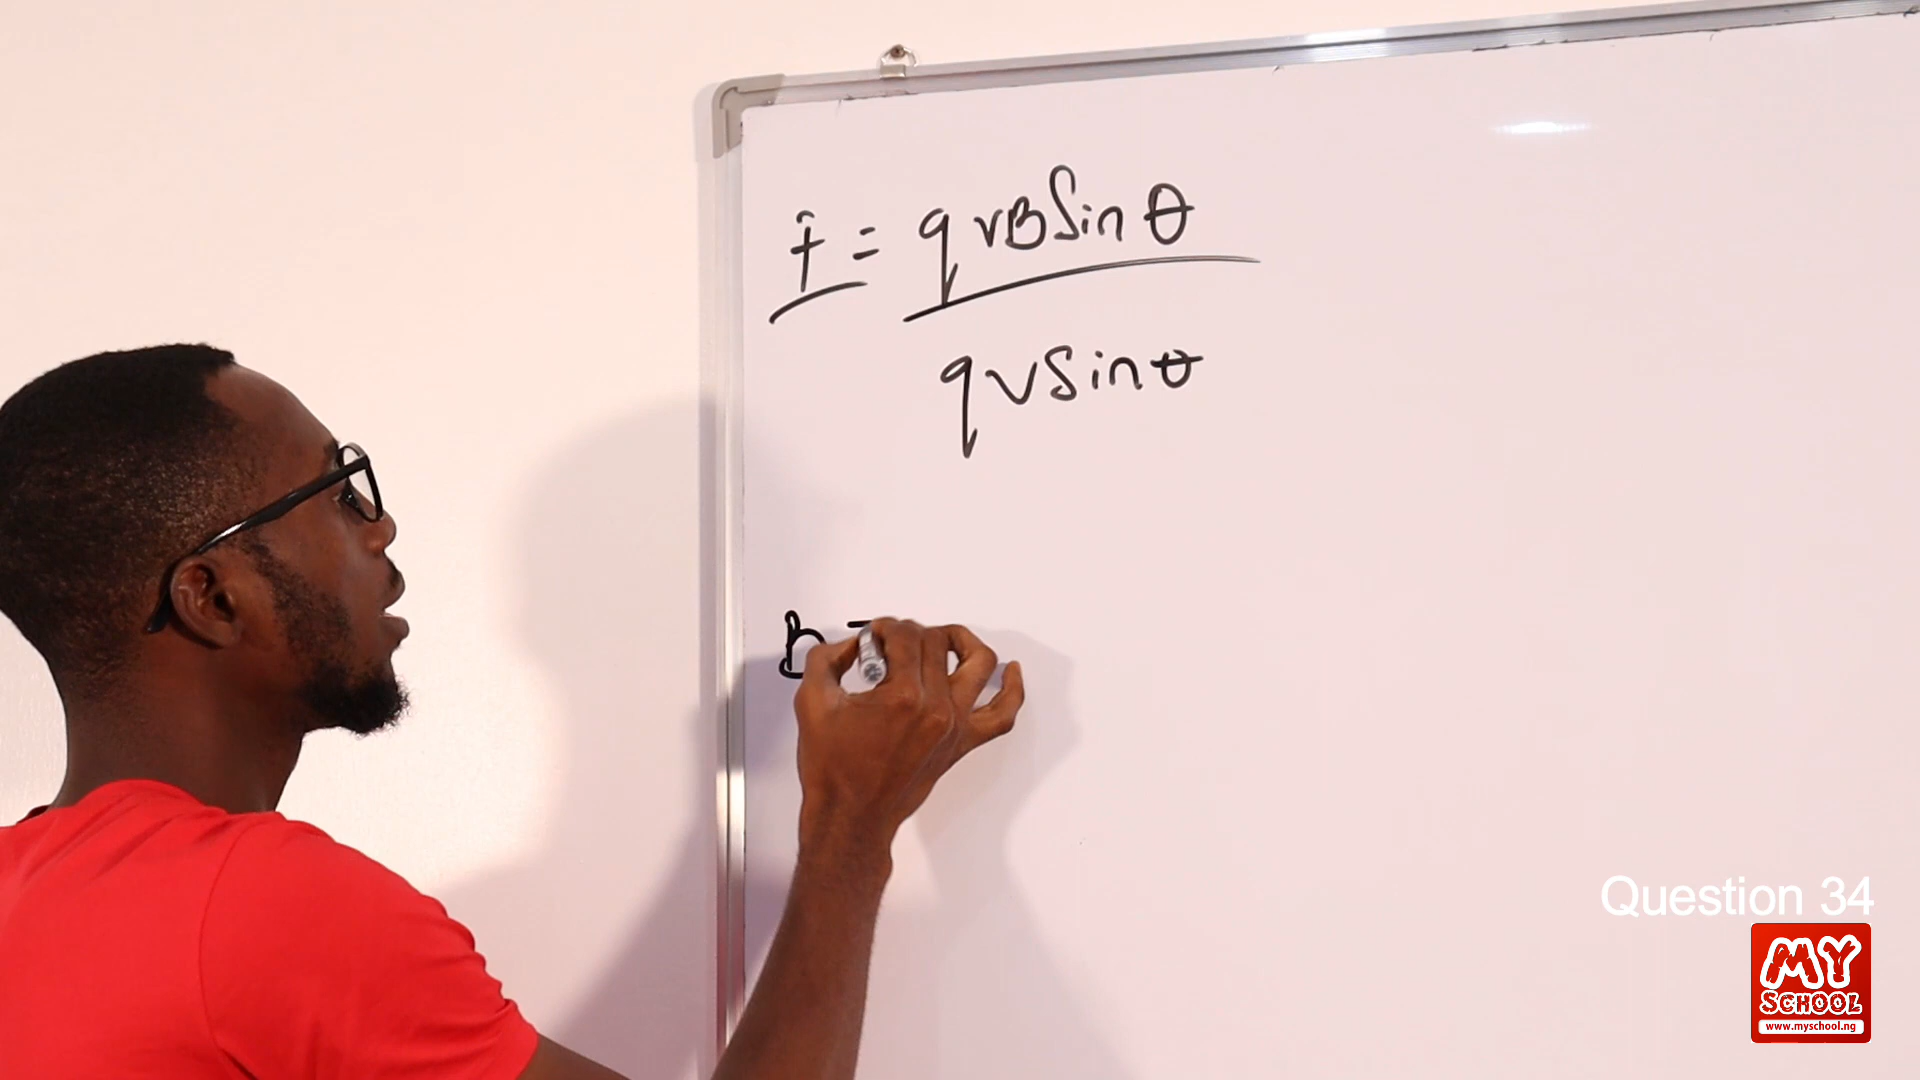 F = qvBSinθ
qvSinθ
B =
Question 34
MY
SCHOOL
www.myschool.ng